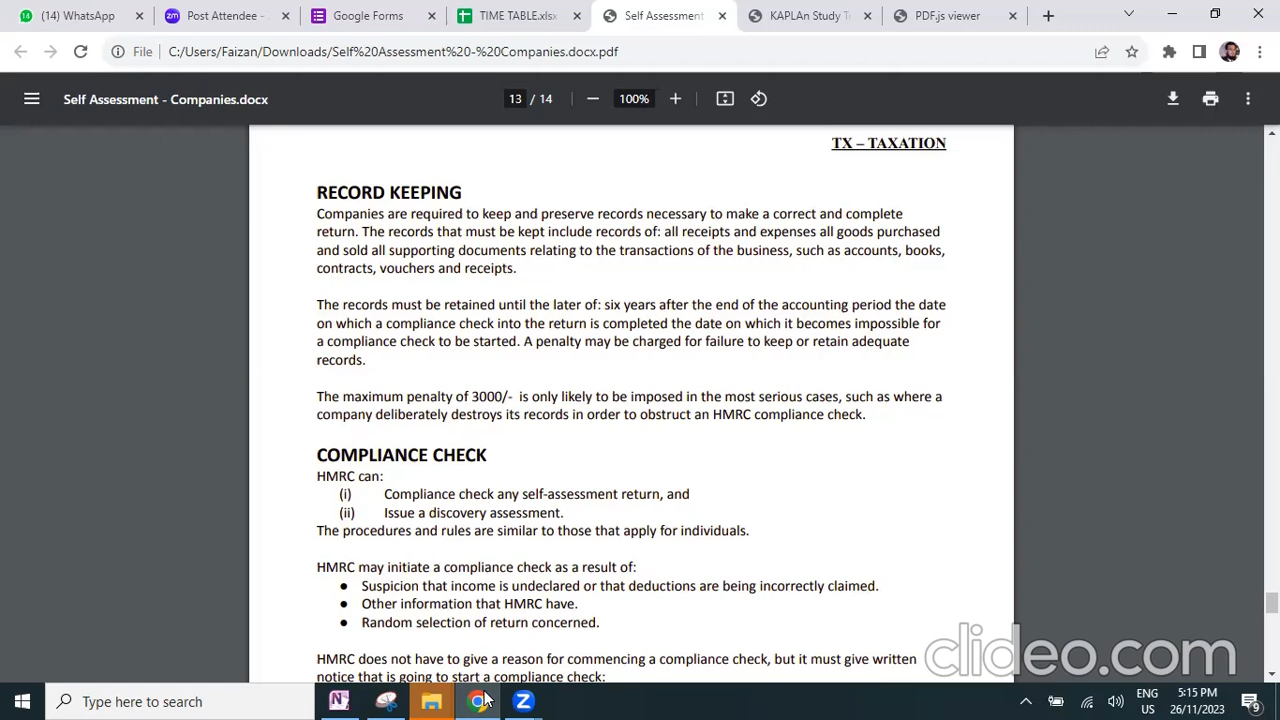 (14) WhatsApp
Post Attendee -
Google Forms
TIME TABLE.xlsx
Self Assessment
KAPLAn Study T
PDF.js viewer
File
C:/Users/Faizan/Downloads/Self%20Assessment%20-%20Companies.docx.pdf
Self Assessment - Companies.docx
13 / 14
100%
TX – TAXATION
RECORD KEEPING
Companies are required to keep and preserve records necessary to make a correct and complete
return. The records that must be kept include records of: all receipts and expenses all goods purchased
and sold all supporting documents relating to the transactions of the business, such as accounts, books,
contracts, vouchers and receipts.
The records must be retained until the later of: six years after the end of the accounting period the date
on which a compliance check into the return is completed the date on which it becomes impossible for
a compliance check to be started. A penalty may be charged for failure to keep or retain adequate
records.
The maximum penalty of 3000/- is only likely to be imposed in the most serious cases, such as where a
company deliberately destroys its records in order to obstruct an HMRC compliance check.
COMPLIANCE CHECK
HMRC can:
(i) Compliance check any self-assessment return, and
(ii) Issue a discovery assessment.
The procedures and rules are similar to those that apply for individuals.
HMRC may initiate a compliance check as a result of:
● Suspicion that income is undeclared or that deductions are being incorrectly claimed.
● Other information that HMRC have.
● Random selection of return concerned.
HMRC does not have to give a reason for commencing a compliance check, but it must give written
notice that is going to start a compliance check:
clideo.com
Type here to search
ENG
US
5:15 PM
26/11/2023
9